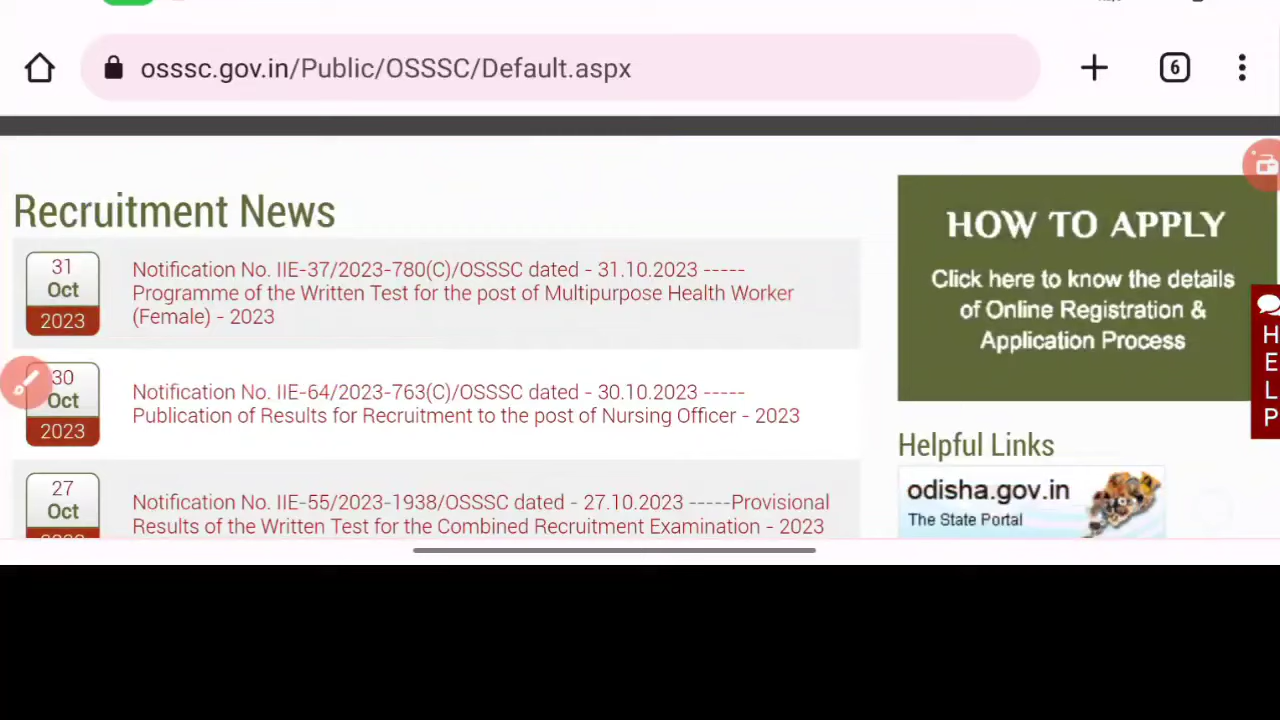 osssc.gov.in/Public/OSSSC/Default.aspx
6
Recruitment News
31
Oct
2023
Notification No. IIE-37/2023-780(C)/OSSSC dated - 31.10.2023 -----
Programme of the Written Test for the post of Multipurpose Health Worker
(Female) - 2023
30
Oct
2023
Notification No. IIE-64/2023-763(C)/OSSSC dated - 30.10.2023 -----
Publication of Results for Recruitment to the post of Nursing Officer - 2023
27
Oct
Notification No. IIE-55/2023-1938/OSSSC dated - 27.10.2023 -----Provisional
Results of the Written Test for the Combined Recruitment Examination - 2023
HOW TO APPLY
Click here to know the details
of Online Registration &
Application Process
H
E
L
P
Helpful Links
odisha.gov.in
The State Portal